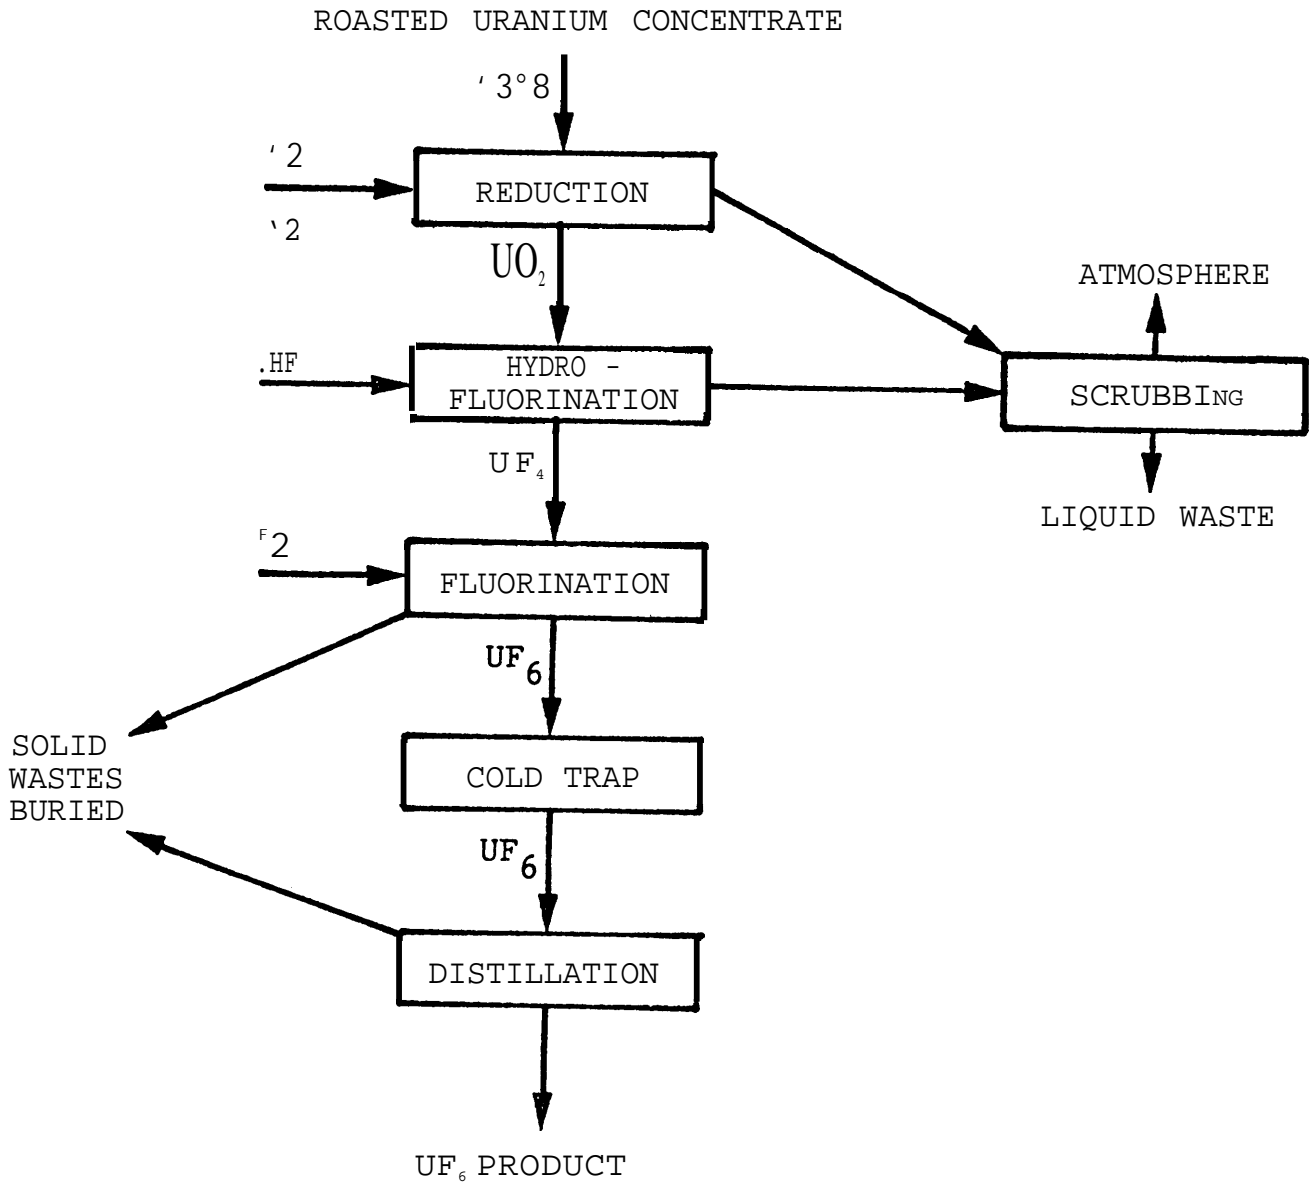 ROASTED URANIUM CONCENTRATE
'3°8
'2
REDUCTION
'2
UO₂
ATMOSPHERE
.HF
HYDRO -
FLUORINATION
SCRUBBING
UF₄
LIQUID WASTE
F2
FLUORINATION
UF6
SOLID
WASTES
BURIED
COLD TRAP
UF6
DISTILLATION
UF₆ PRODUCT